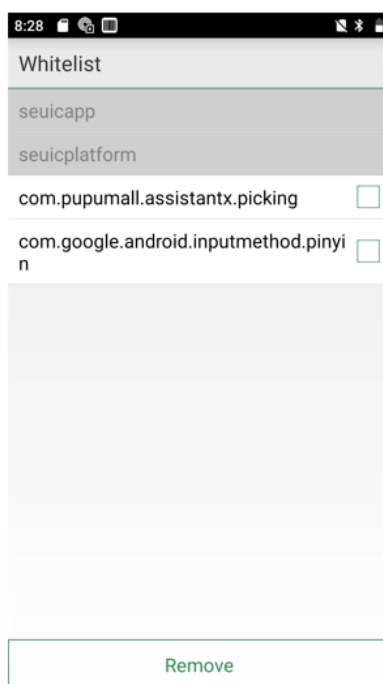 8:28
Whitelist
seuicapp
seuicplatform
com.pupumall.assistantx.picking
com.google.android.inputmethod.pinyi
n
Remove